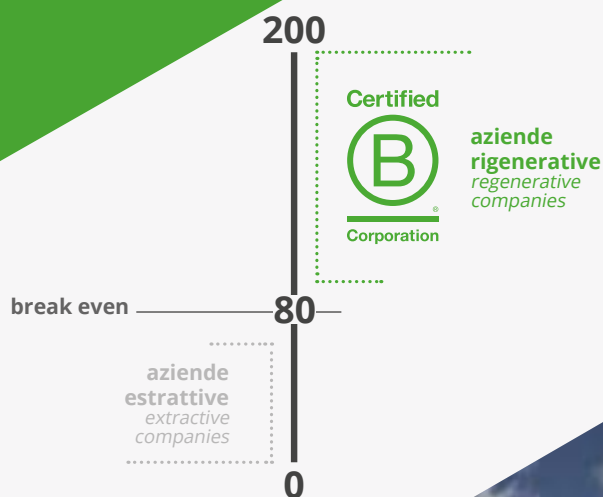 200
Certified
B
®
Corporation
aziende
rigenerative
regenerative
companies
break even
80
aziende
estrattive
extractive
companies
0